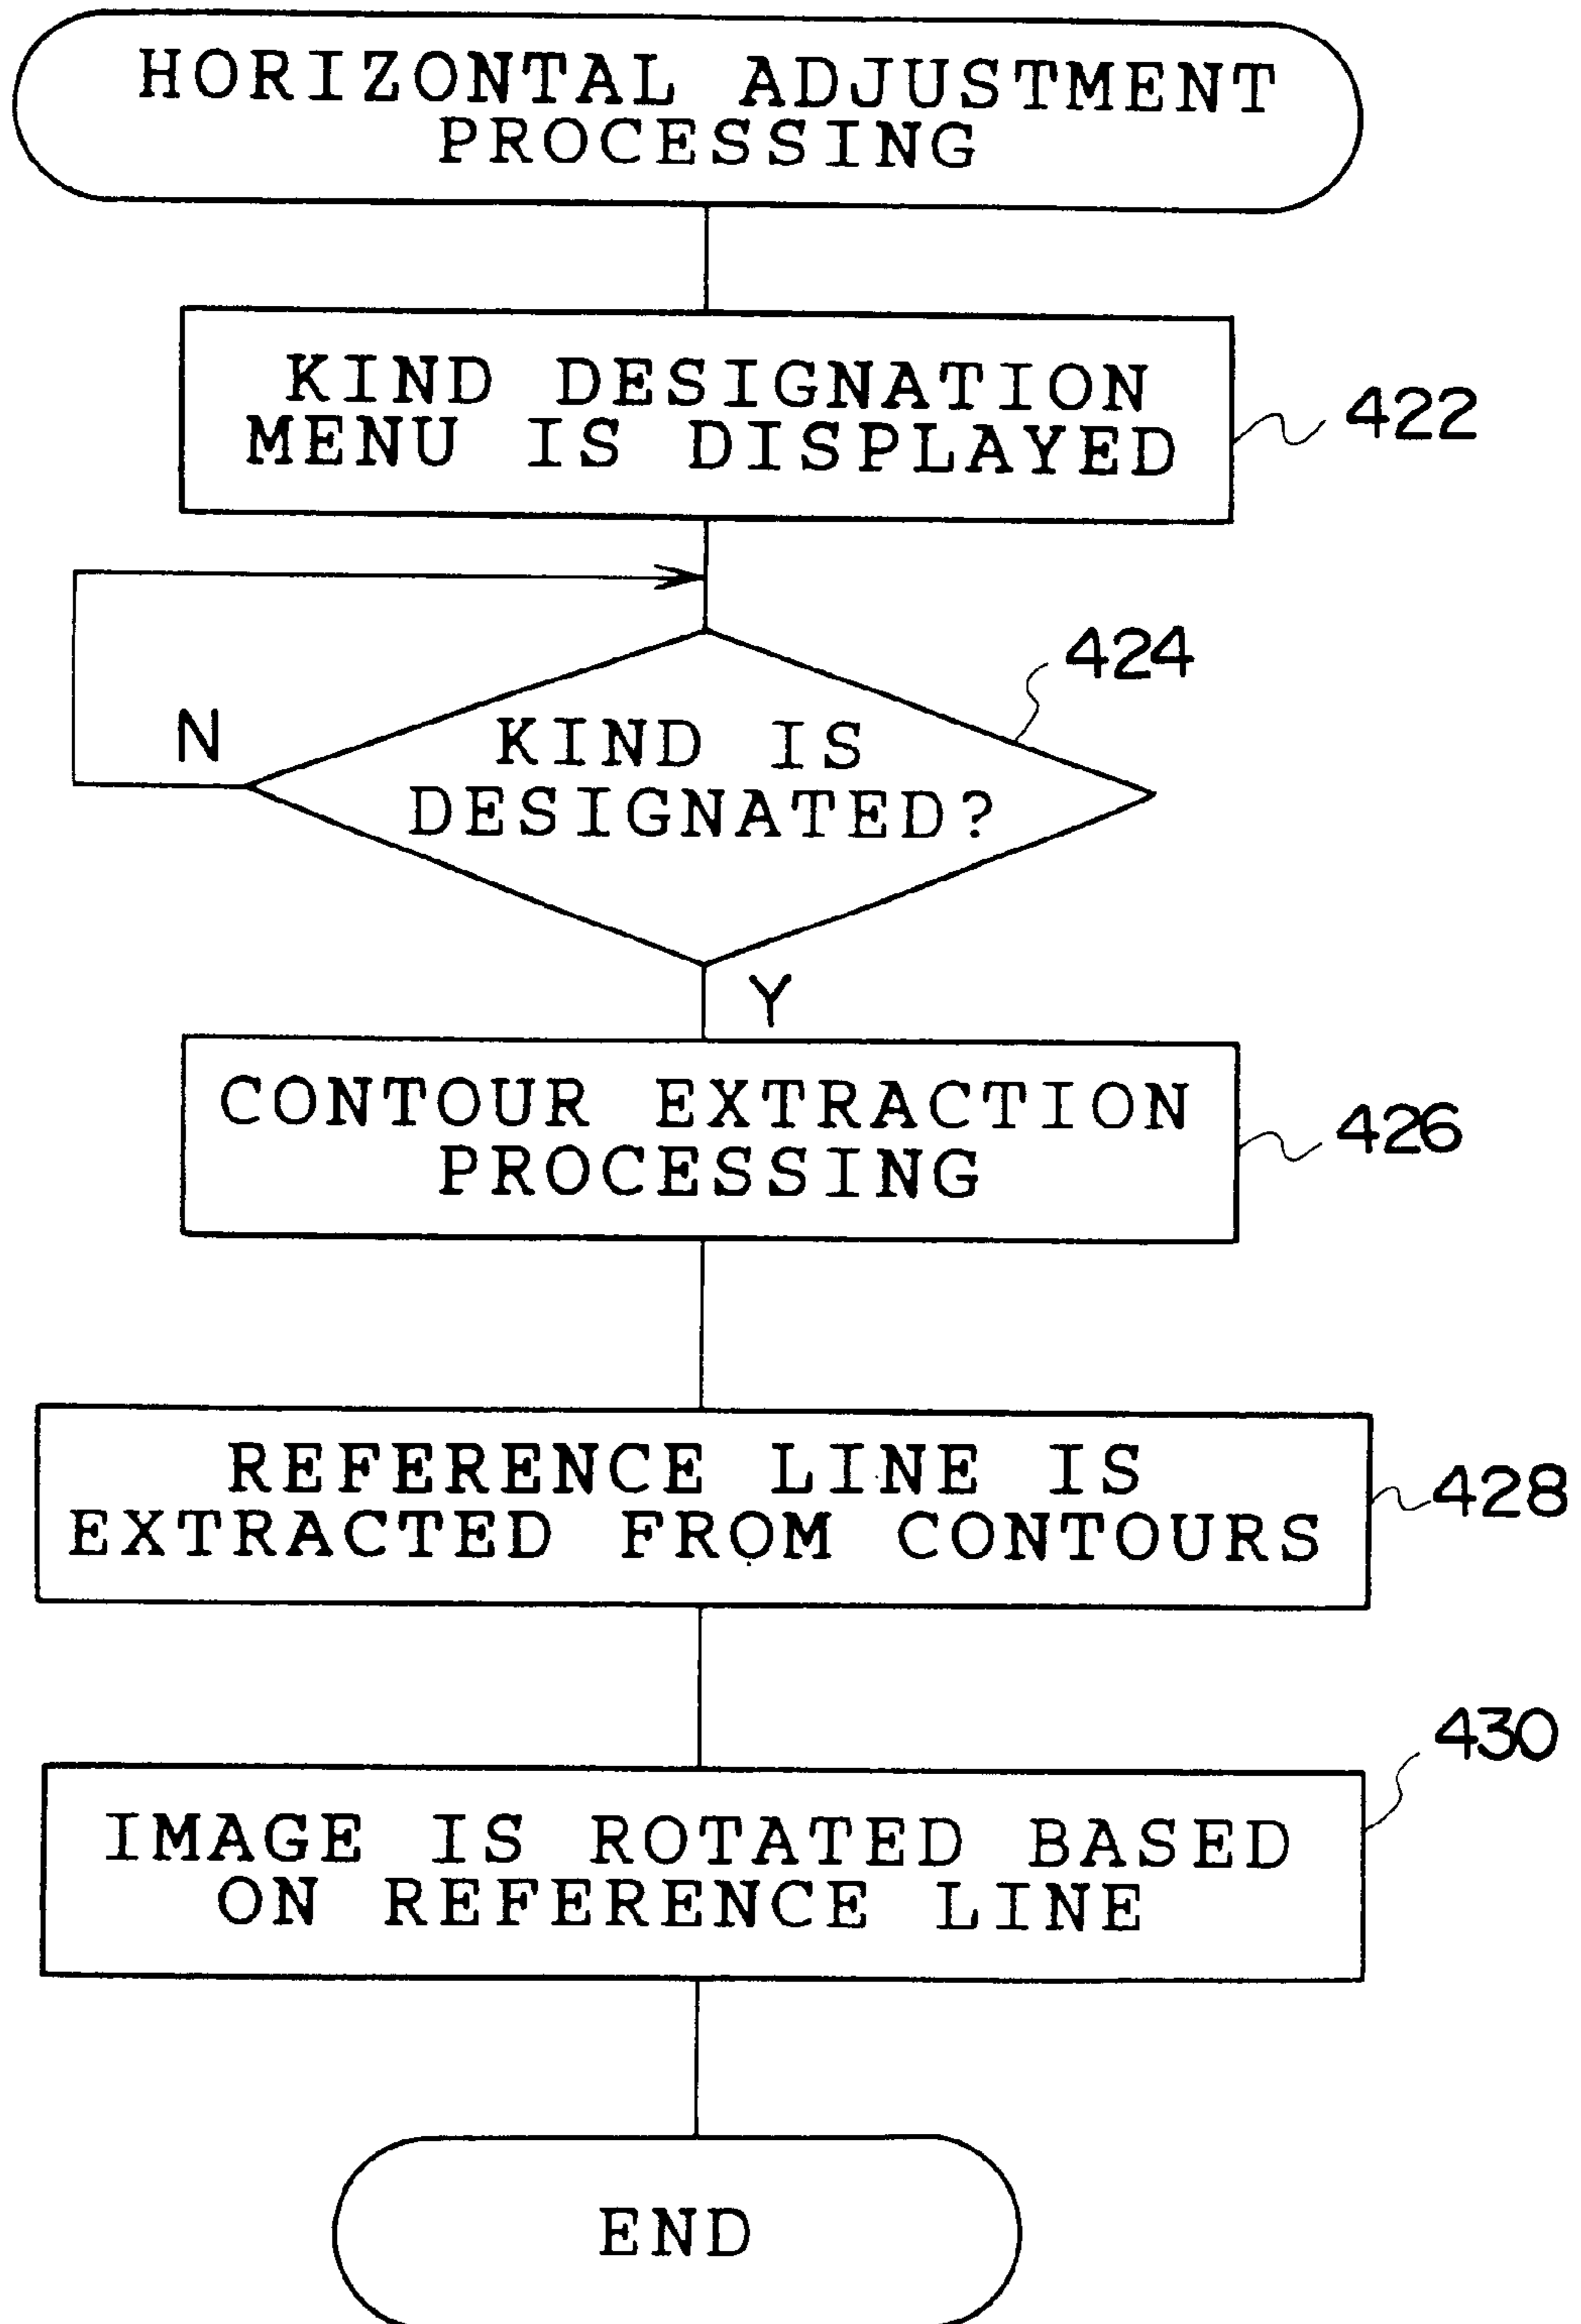 HORIZONTAL ADJUSTMENT
PROCESSING
KIND DESIGNATION
MENU IS DISPLAYED
422
424
N
KIND IS
DESIGNATED?
Y
CONTOUR EXTRACTION
PROCESSING
426
REFERENCE LINE IS
EXTRACTED FROM CONTOURS
428
430
IMAGE IS ROTATED BASED
ON REFERENCE LINE
END